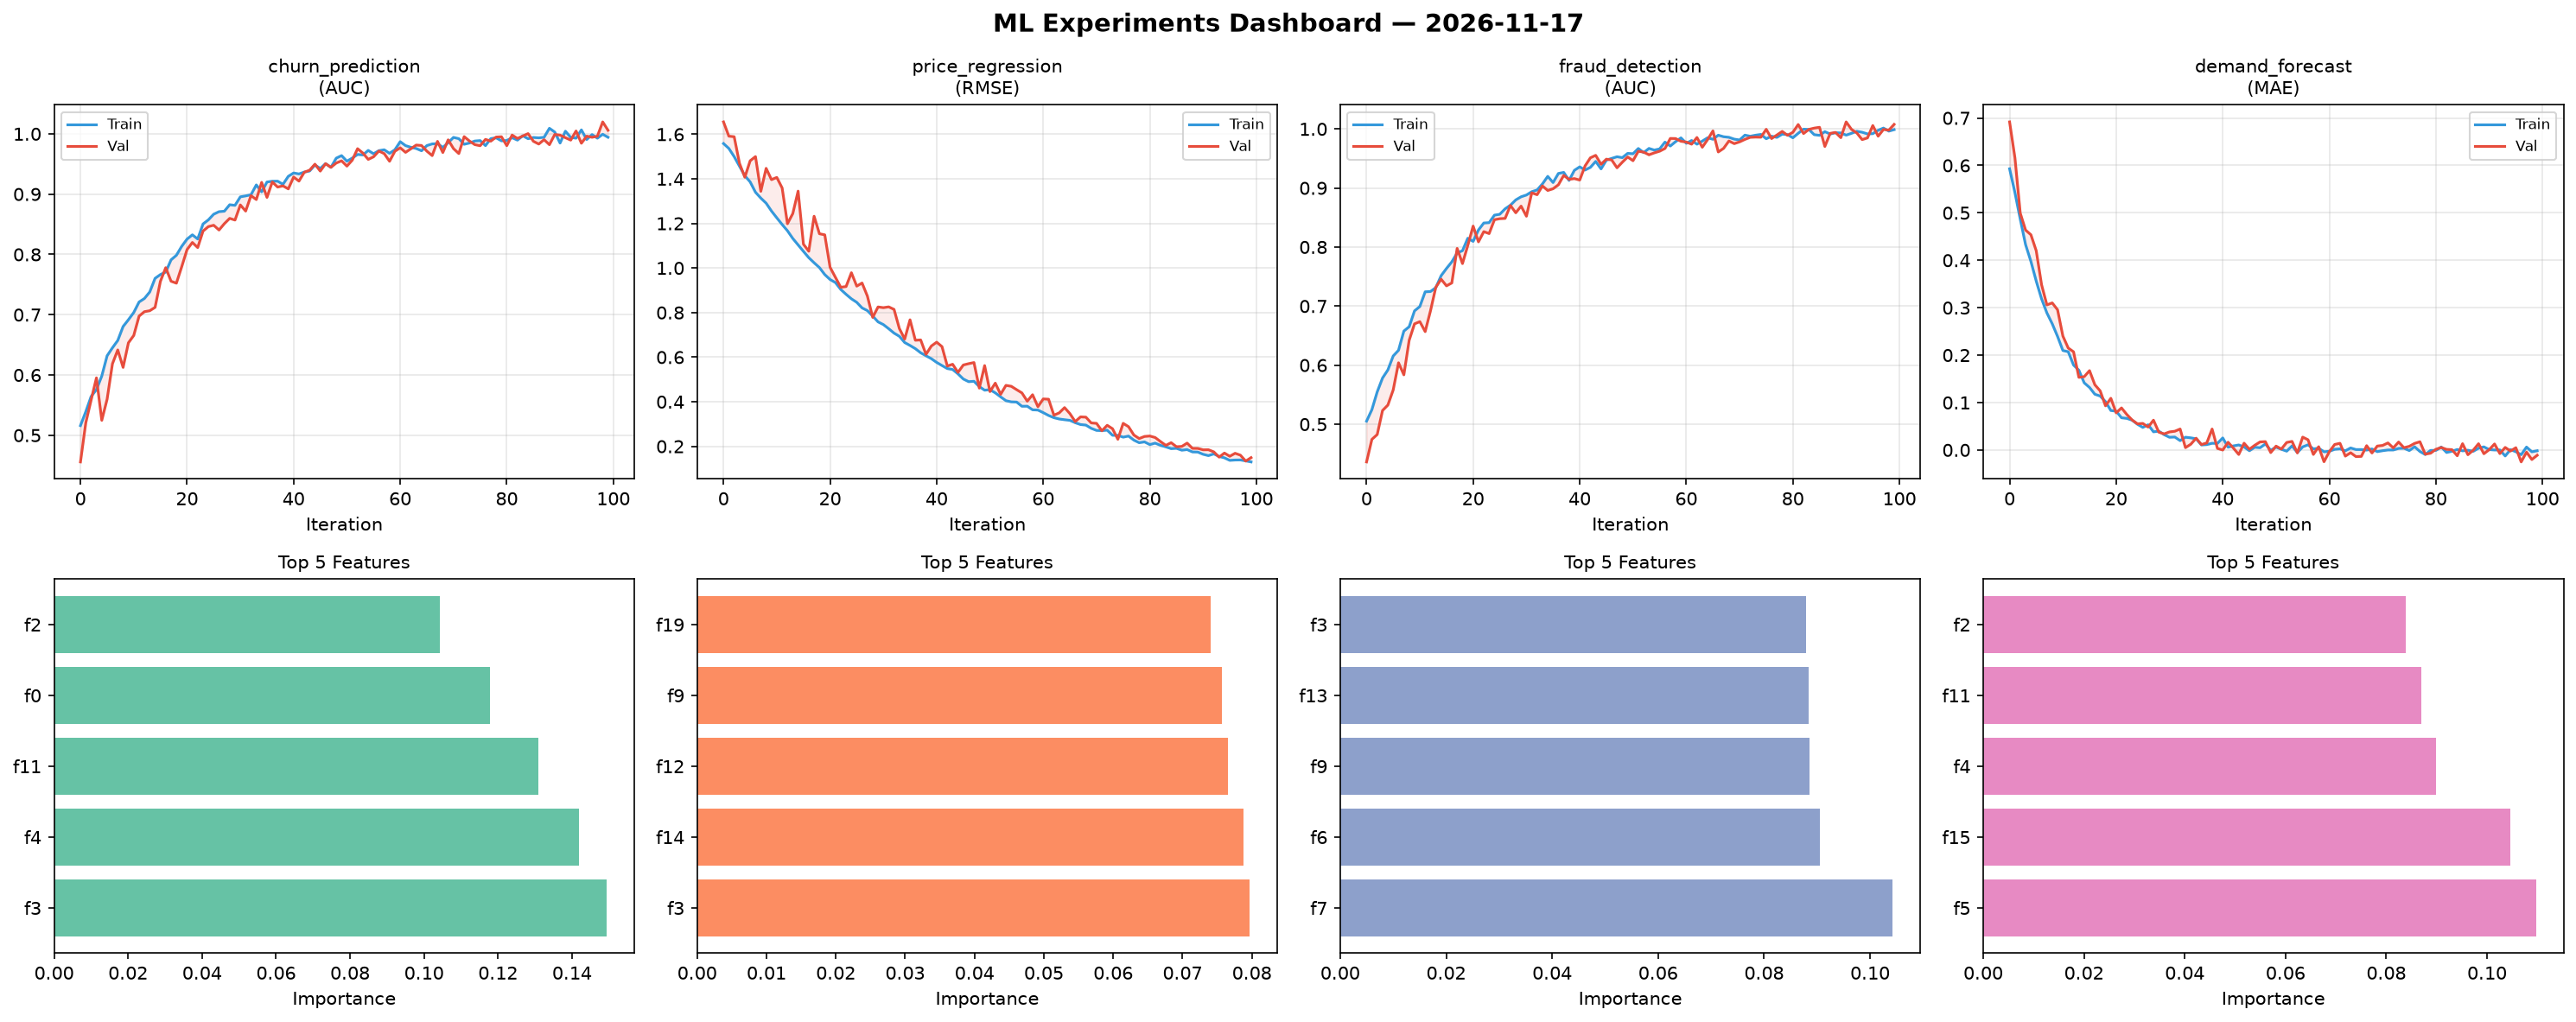 ML Experiments Dashboard — 2026-11-17
churn_prediction
(AUC)
Train
Val
1.0
0.9
0.8
0.7
0.6
0.5
0 20 40 60 80 100
Iteration
price_regression
(RMSE)
Train
Val
1.6
1.4
1.2
1.0
0.8
0.6
0.4
0.2
0 20 40 60 80 100
Iteration
fraud_detection
(AUC)
Train
Val
1.0
0.9
0.8
0.7
0.6
0.5
0 20 40 60 80 100
Iteration
demand_forecast
(MAE)
Train
Val
0.7
0.6
0.5
0.4
0.3
0.2
0.1
0.0
0 20 40 60 80 100
Iteration
Top 5 Features
f2
f0
f11
f4
f3
0.00 0.02 0.04 0.06 0.08 0.10 0.12 0.14
Importance
Top 5 Features
f19
f9
f12
f14
f3
0.00 0.01 0.02 0.03 0.04 0.05 0.06 0.07 0.08
Importance
Top 5 Features
f3
f13
f9
f6
f7
0.00 0.02 0.04 0.06 0.08 0.10
Importance
Top 5 Features
f2
f11
f4
f15
f5
0.00 0.02 0.04 0.06 0.08 0.10
Importance